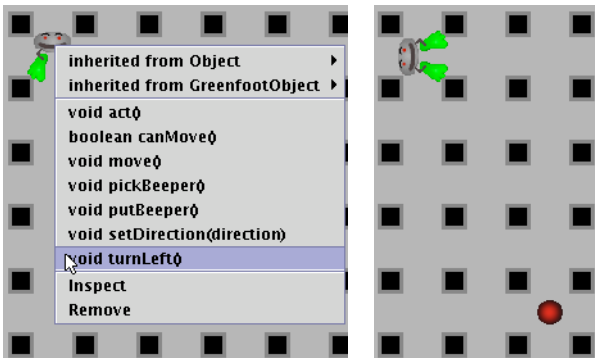 inherited from Object
inherited from GreenfootObject
void act()
boolean canMove()
void move()
void pickBeeper()
void putBeeper()
void setDirection(direction)
void turnLeft()
Inspect
Remove